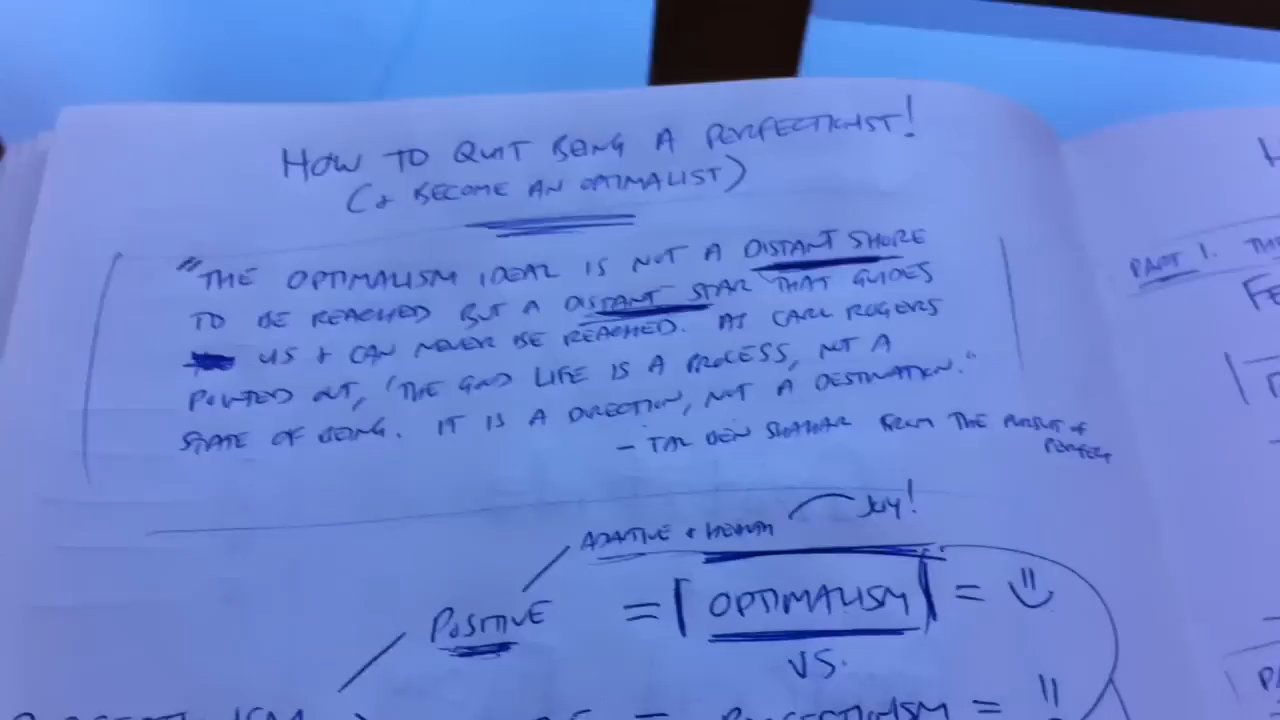 HOW TO QUIT BEING A PERFECTIONIST!
(& BECOME AN OPTIMALIST)
"THE OPTIMALISM IDEAL IS NOT A DISTANT SHORE
TO BE REACHED BUT A DISTANT STAR THAT GUIDES
US & CAN NEVER BE REACHED. AS CARL ROGERS
POINTED OUT, 'THE GOOD LIFE IS A PROCESS, NOT A
STATE OF BEING. IT IS A DIRECTION, NOT A DESTINATION."
- TAL BEN SHAHAR FROM THE PURSUIT OF
PERFECT
ADAPTIVE & HEALTHY JOY!
POSITIVE = OPTIMALISM =
VS.
PERFECTIONISM = PERFECTIONISM =
PART 1.